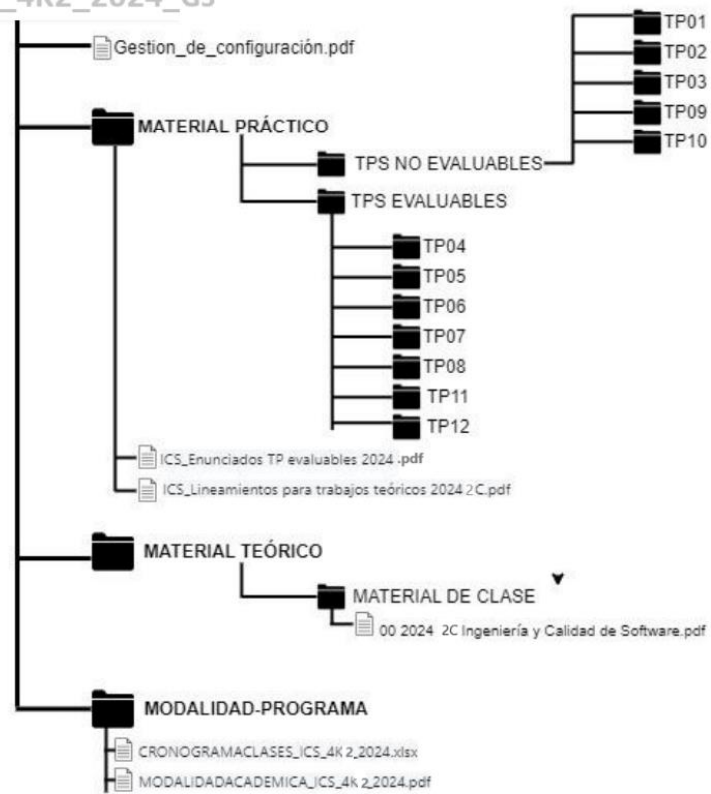 _4K2_2024_G5
Gestion_de_configuración.pdf
MATERIAL PRÁCTICO
TPS NO EVALUABLES
TP01
TP02
TP03
TP09
TP10
TPS EVALUABLES
TP04
TP05
TP06
TP07
TP08
TP11
TP12
ICS_Enunciados TP evaluables 2024 .pdf
ICS_Lineamientos para trabajos teóricos 2024 2C.pdf
MATERIAL TEÓRICO
MATERIAL DE CLASE
00 2024 2C Ingeniería y Calidad de Software.pdf
MODALIDAD-PROGRAMA
CRONOGRAMACLASES_ICS_4K 2_2024.xlsx
MODALIDADACADEMICA_ICS_4k 2_2024.pdf